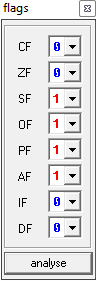 flags
CF 0
ZF 0
SF 1
OF 1
PF 1
AF 1
IF 0
DF 0
analyse